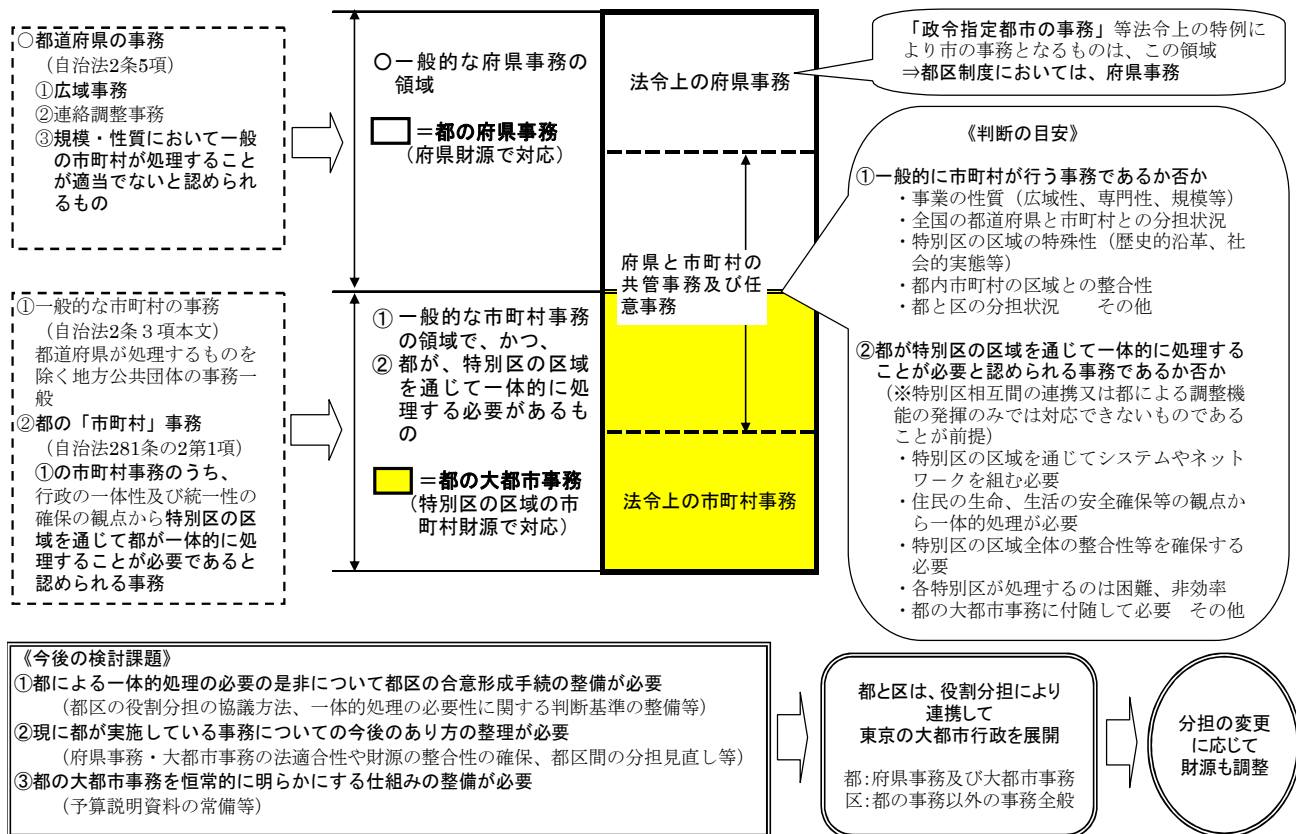 ○都道府県の事務
（自治法2条5項）
①広域事務
②連絡調整事務
③規模・性質において一般
の市町村が処理すること
が適当でないと認められ
るもの
○一般的な府県事務の
領域
＝都の府県事務
（府県財源で対応）
法令上の府県事務
「政令指定都市の事務」等法令上の特例に
より市の事務となるものは、この領域
⇒都区制度においては、府県事務
①一般的な市町村の事務
（自治法2条３項本文）
都道府県が処理するものを
除く地方公共団体の事務一
般
②都の「市町村」事務
（自治法281条の2第1項）
①の市町村事務のうち、
行政の一体性及び統一性の
確保の観点から特別区の区
域を通じて都が一体的に処
理することが必要であると
認められる事務
① 一般的な市町村事務
の領域で、かつ、
② 都が、特別区の区域
を通じて一体的に処
理する必要があるも
の
＝都の大都市事務
（特別区の区域の市
町村財源で対応）
府県と市町村の
共管事務及び任
意事務
法令上の市町村事務
《判断の目安》
①一般的に市町村が行う事務であるか否か
・事業の性質（広域性、専門性、規模等）
・全国の都道府県と市町村との分担状況
・特別区の区域の特殊性（歴史的沿革、社
会的実態等）
・都内市町村の区域との整合性
・都と区の分担状況　　その他
②都が特別区の区域を通じて一体的に処理する
ことが必要と認められる事務であるか否か
（※特別区相互間の連携又は都による調整機
能の発揮のみでは対応できないものである
ことが前提）
・特別区の区域を通じてシステムやネット
ワークを組む必要
・住民の生命、生活の安全確保等の観点か
ら一体的処理が必要
・特別区の区域全体の整合性等を確保する
必要
・各特別区が処理するのは困難、非効率
・都の大都市事務に付随して必要　その他
《今後の検討課題》
①都による一体的処理の必要の是非について都区の合意形成手続の整備が必要
（都区の役割分担の協議方法、一体的処理の必要性に関する判断基準の整備等）
②現に都が実施している事務についての今後のあり方の整理が必要
（府県事務・大都市事務の法適合性や財源の整合性の確保、都区間の分担見直し等）
③都の大都市事務を恒常的に明らかにする仕組みの整備が必要
（予算説明資料の常備等）
都と区は、役割分担により
連携して
東京の大都市行政を展開
都：府県事務及び大都市事務
区：都の事務以外の事務全般
分担の変更
に応じて
財源も調整